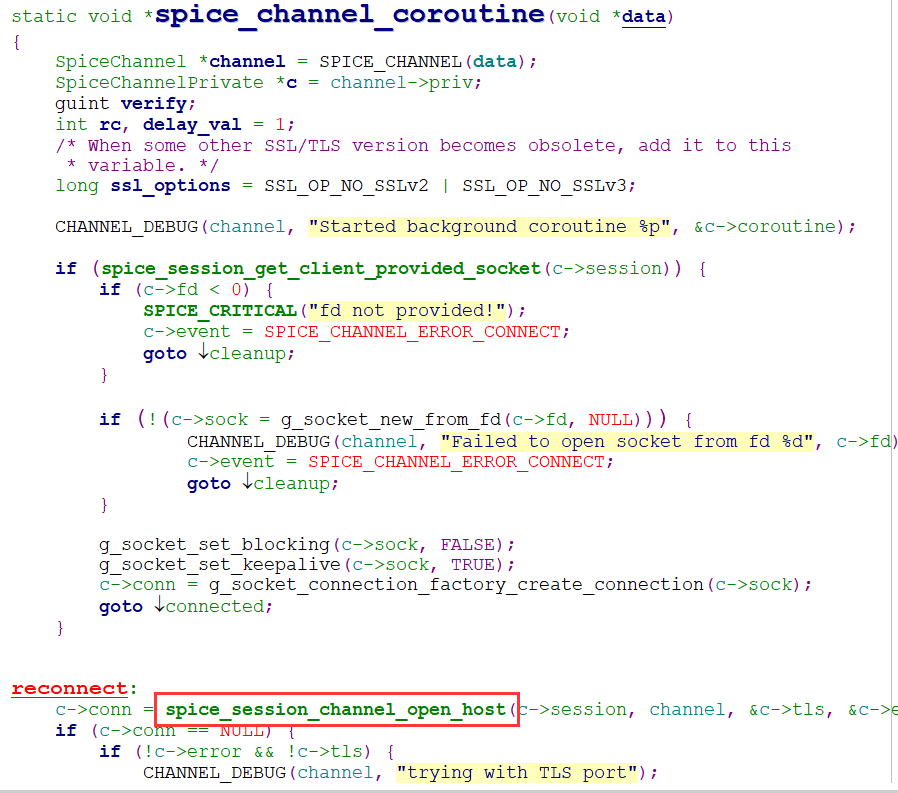 static void *spice_channel_coroutine(void *data)
{
    SpiceChannel *channel = SPICE_CHANNEL(data);
    SpiceChannelPrivate *c = channel->priv;
    guint verify;
    int rc, delay_val = 1;
    /* When some other SSL/TLS version becomes obsolete, add it to this
     * variable. */
    long ssl_options = SSL_OP_NO_SSLv2 | SSL_OP_NO_SSLv3;

    CHANNEL_DEBUG(channel, "Started background coroutine %p", &c->coroutine);

    if (spice_session_get_client_provided_socket(c->session)) {
        if (c->fd < 0) {
            SPICE_CRITICAL("fd not provided!");
            c->event = SPICE_CHANNEL_ERROR_CONNECT;
            goto ↓cleanup;
        }

        if (!(c->sock = g_socket_new_from_fd(c->fd, NULL))) {
                CHANNEL_DEBUG(channel, "Failed to open socket from fd %d", c->fd)
                c->event = SPICE_CHANNEL_ERROR_CONNECT;
                goto ↓cleanup;
        }

        g_socket_set_blocking(c->sock, FALSE);
        g_socket_set_keepalive(c->sock, TRUE);
        c->conn = g_socket_connection_factory_create_connection(c->sock);
        goto ↓connected;
    }

reconnect:
    c->conn = spice_session_channel_open_host(c->session, channel, &c->tls, &c->e
    if (c->conn == NULL) {
        if (!c->error && !c->tls) {
            CHANNEL_DEBUG(channel, "trying with TLS port");